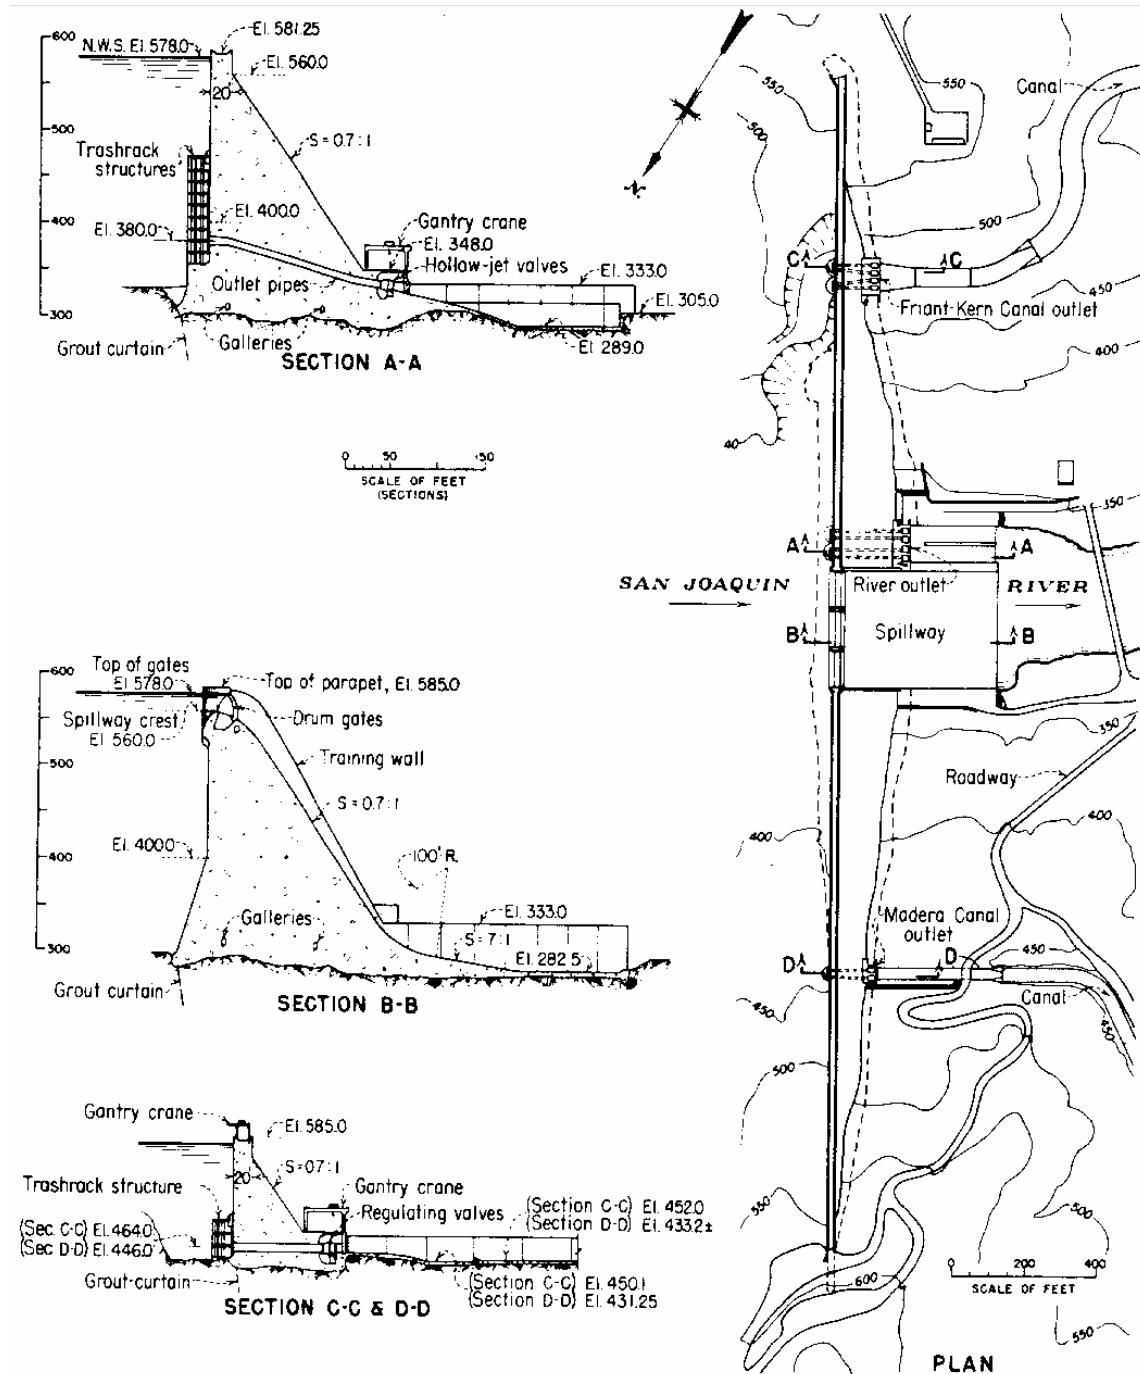 600
N.W.S. El. 578.0
El. 581.25
El. 560.0
20
500
S = 0.7 : 1
Trashrack
structures
400
El. 400.0
El. 380.0
Gantry crane
El. 348.0
Hollow-jet valves
El. 333.0
Outlet pipes
El. 305.0
300
Grout curtain
Galleries
El. 289.0
SECTION A-A
0 50 150
SCALE OF FEET
(SECTIONS)
600
Top of gates
El. 578.0
Top of parapet, El. 585.0
Spillway crest
El. 560.0
Drum gates
Training wall
500
S = 0.7 : 1
400
El. 400.0
100' R.
Galleries
El. 333.0
S = 7 : 1
300
El. 282.5
Grout curtain
SECTION B-B
Gantry crane
El. 585.0
20
S = 0.7 : 1
Trashrack structure
Gantry crane
Regulating valves
(Section C-C) El. 452.0
(Section D-D) El. 433.2±
(Sec. C-C) El. 464.0
(Sec. D-D) El. 446.0
Grout-curtain
(Section C-C) El. 450.1
(Section D-D) El. 431.25
SECTION C-C & D-D
N
550
550
Canal
500
500
C
C
450
Friant-Kern Canal outlet
400
40
350
A
A
SAN JOAQUIN
River outlet
RIVER
B
Spillway
B
350
Roadway
400
400
Madera Canal
outlet
D
D
450
450
Canal
450
500
550
500
600
0 200 400
SCALE OF FEET
550
PLAN